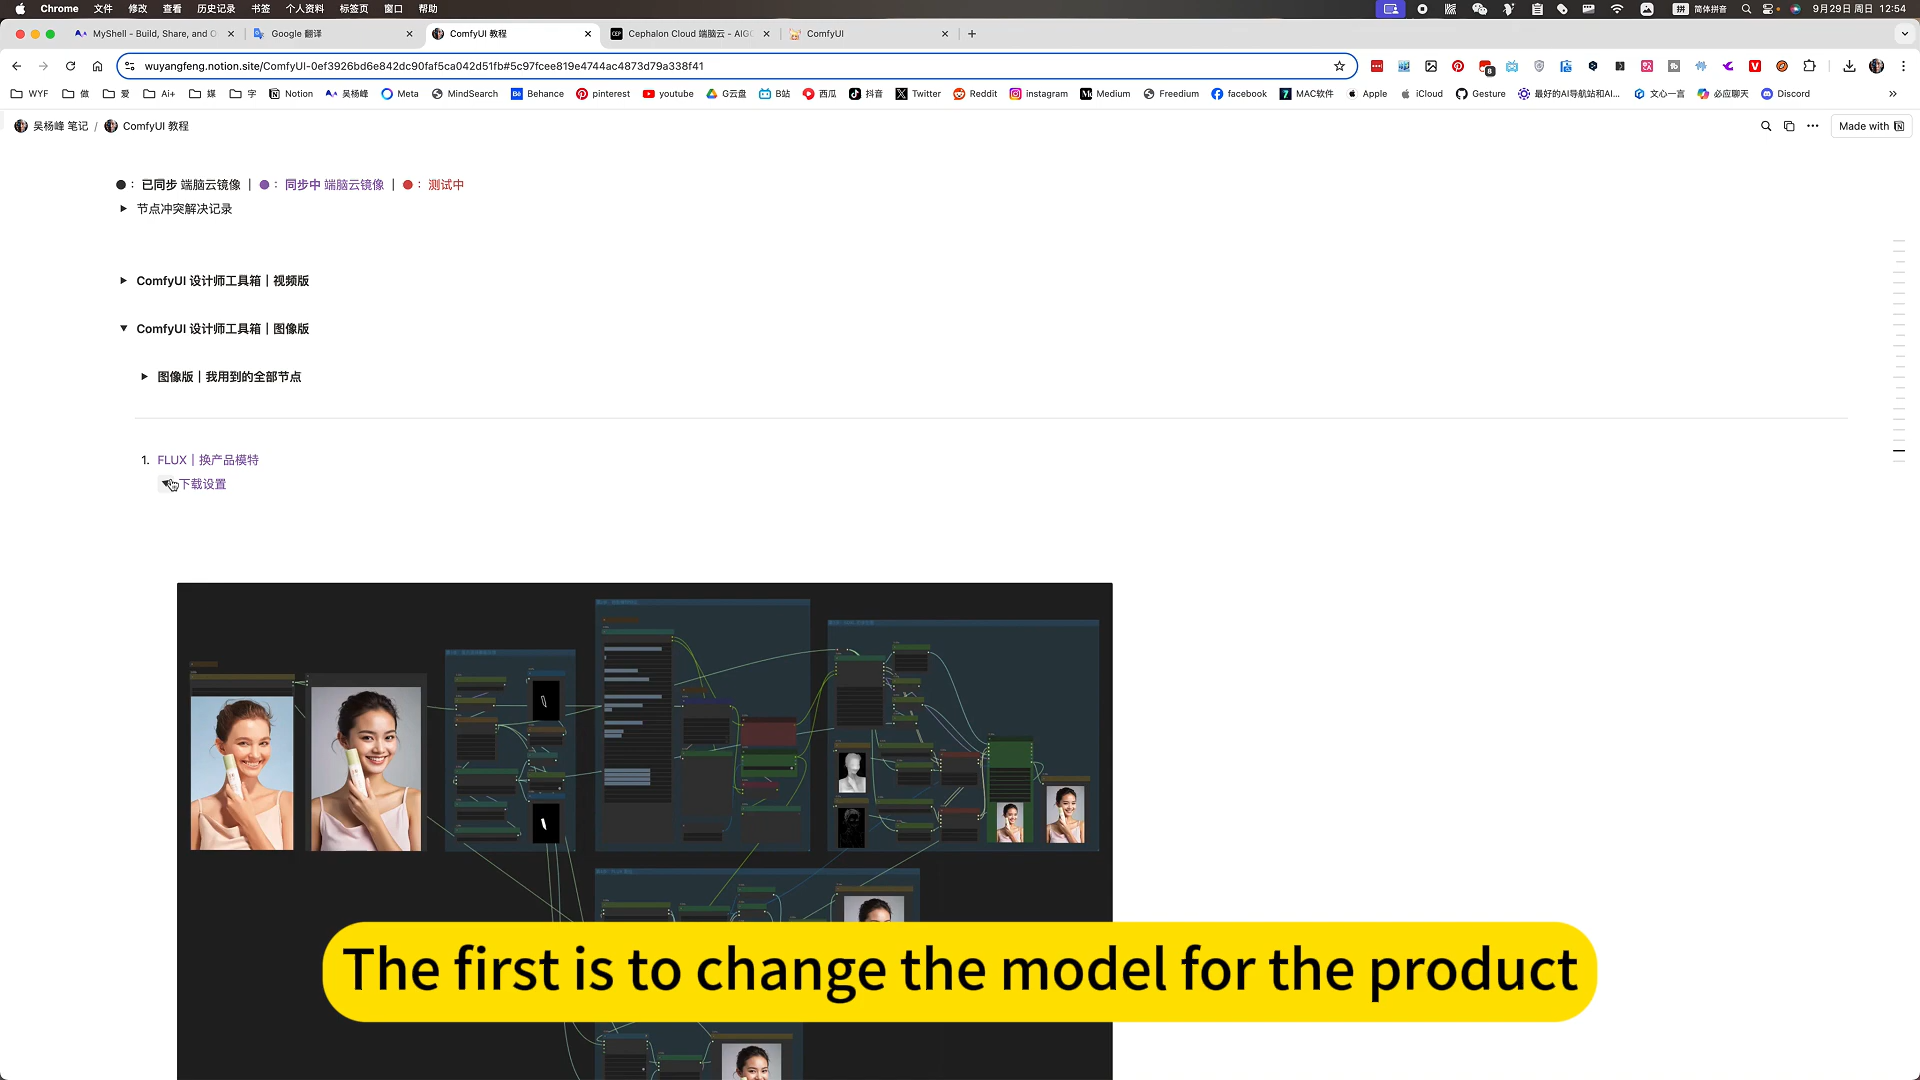 Chrome 文件 修改 查看 历史记录 书签 个人资料 标签页 窗口 帮助
简体拼音 9月29日 周日 12:54
MyShell - Build, Share, and O
Google 翻译
ComfyUI 教程
Cephalon Cloud 端脑云 - AIGC
ComfyUI
wuyangfeng.notion.site/ComfyUI-0ef3926bd6e842dc90faf5ca042d51fb#5c97fcee819e4744ac4873d79a338f41
WYF 做 爱 Ai+ 媒 字 Notion 吴杨峰 Meta MindSearch Behance pinterest youtube G云盘 B站 西瓜 抖音 Twitter Reddit instagram Medium Freedium facebook MAC软件 Apple iCloud Gesture 最好的AI导航站和AI... 文心一言 必应聊天 Discord
吴杨峰 笔记 / ComfyUI 教程
Made with
: 已同步 端脑云镜像 | : 同步中 端脑云镜像 | : 测试中
节点冲突解决记录
ComfyUI 设计师工具箱 | 视频版
ComfyUI 设计师工具箱 | 图像版
图像版 | 我用到的全部节点
1. FLUX | 换产品模特
下载设置
The first is to change the model for the product